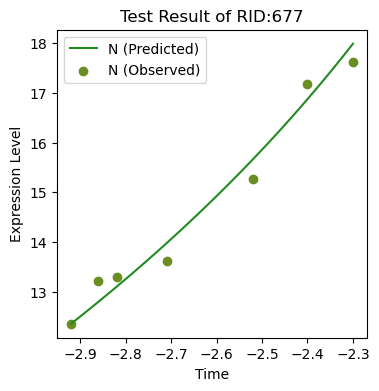 Test Result of RID:677
N (Predicted)
N (Observed)
Expression Level
18
17
16
15
14
13
−2.9 −2.8 −2.7 −2.6 −2.5 −2.4 −2.3
Time